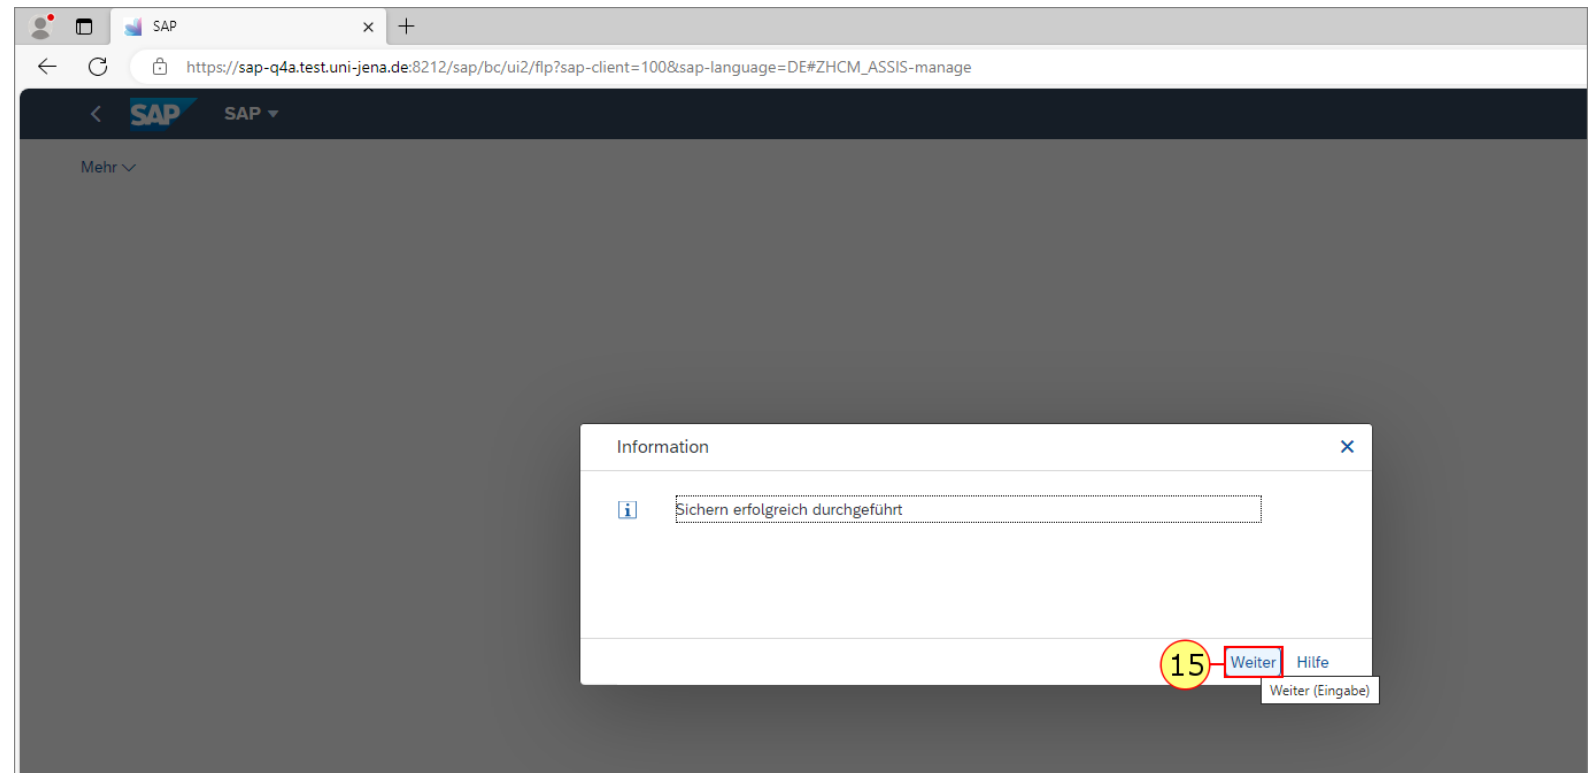 SAP
https://sap-q4a.test.uni-jena.de:8212/sap/bc/ui2/flp?sap-client=100&sap-language=DE#ZHCM_ASSIS-manage
SAP SAP
Mehr
Information
Sichern erfolgreich durchgeführt
15 Weiter Hilfe
Weiter (Eingabe)